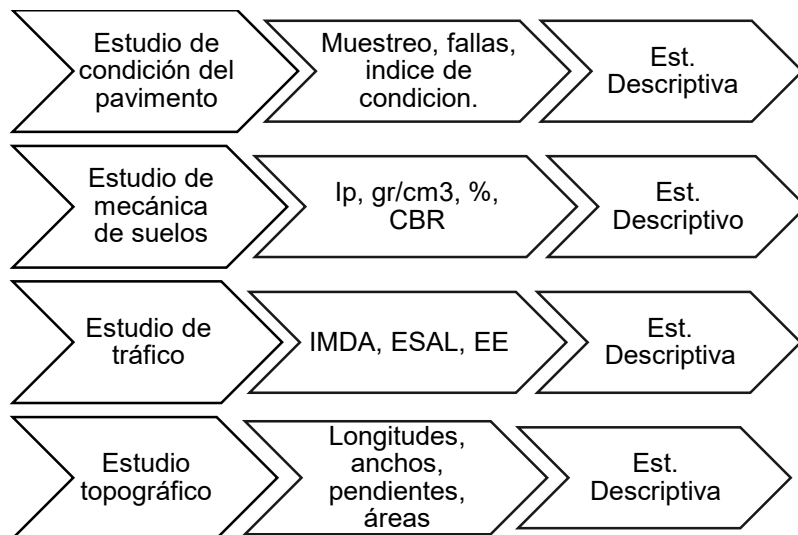 Estudio de
condición del
pavimento
Muestreo, fallas,
indice de
condicion.
Est.
Descriptiva
Estudio de
mecánica
de suelos
Ip, gr/cm3, %,
CBR
Est.
Descriptivo
Estudio de
tráfico
IMDA, ESAL, EE
Est.
Descriptiva
Estudio
topográfico
Longitudes,
anchos,
pendientes,
áreas
Est.
Descriptiva